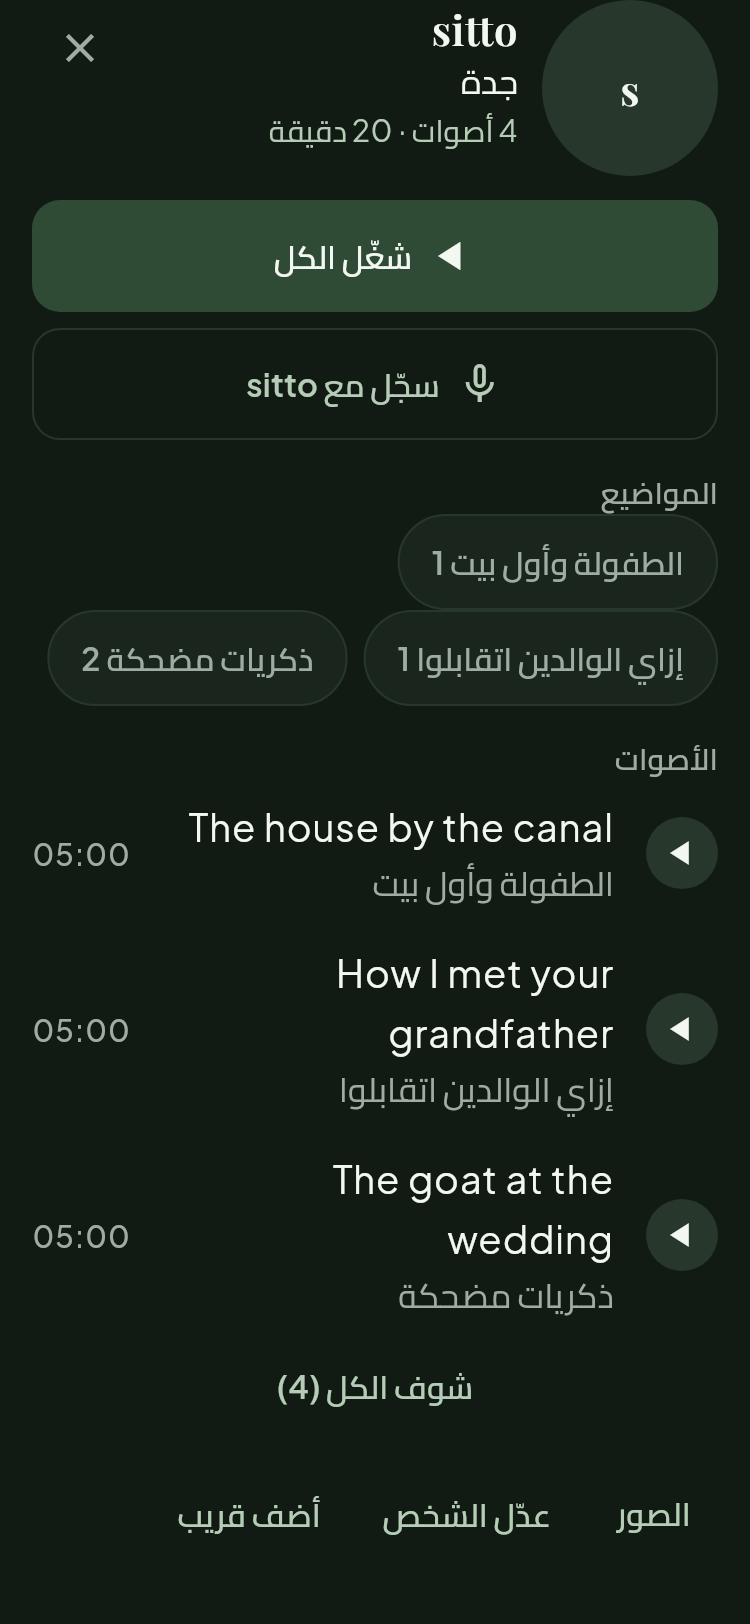 sitto
s
جدة
4 أصوات · 20 دقيقة
شغّل الكل
سجّل مع sitto
المواضيع
الطفولة وأول بيت 1
إزاي الوالدين اتقابلوا 1
ذكريات مضحكة 2
الأصوات
The house by the canal
الطفولة وأول بيت
05:00
How I met your
grandfather
إزاي الوالدين اتقابلوا
05:00
The goat at the
wedding
ذكريات مضحكة
05:00
شوف الكل (4)
الصور
عدّل الشخص
أضف قريب